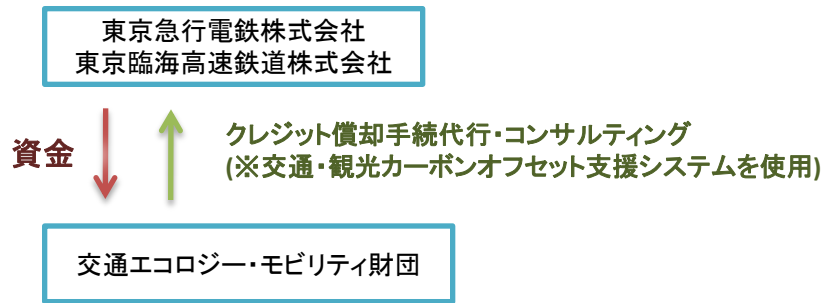 東京急行電鉄株式会社
東京臨海高速鉄道株式会社
資金
クレジット償却手続代行・コンサルティング
(※交通・観光カーボンオフセット支援システムを使用)
交通エコロジー・モビリティ財団